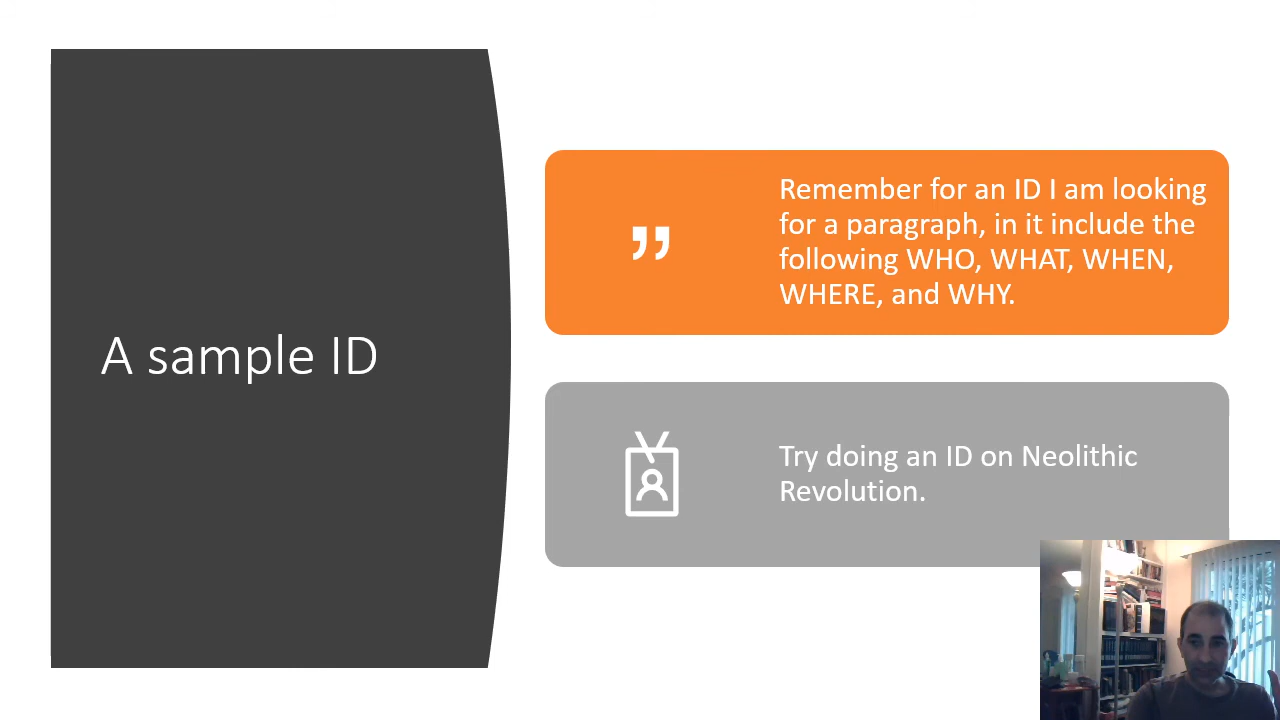 A sample ID
Remember for an ID I am looking
for a paragraph, in it include the
following WHO, WHAT, WHEN,
WHERE, and WHY.
Try doing an ID on Neolithic
Revolution.